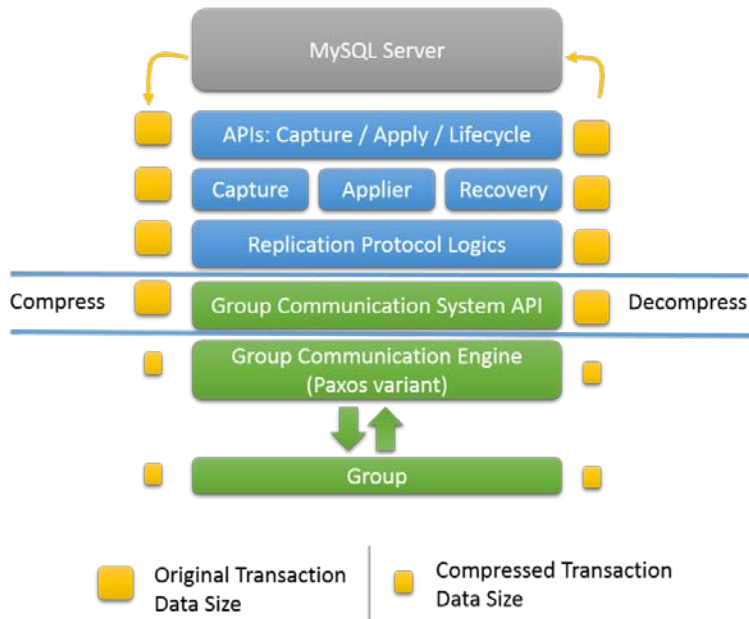 MySQL Server
APIs: Capture / Apply / Lifecycle
Capture
Applier
Recovery
Replication Protocol Logics
Compress
Group Communication System API
Decompress
Group Communication Engine
(Paxos variant)
Group
Original Transaction
Data Size
Compressed Transaction
Data Size